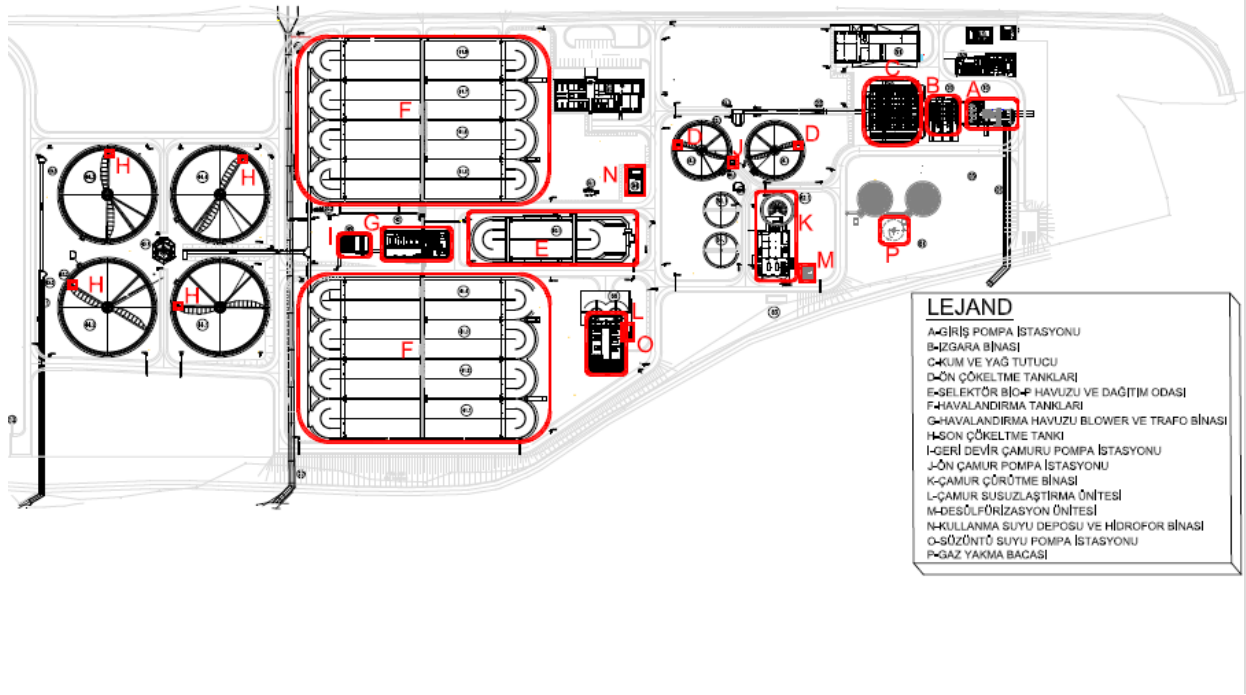 C
B
A
F
D
D
J
H
H
N
K
G
I
E
P
M
H
H
L
F
O
LEJAND
A-GİRİŞ POMPA İSTASYONU
B-IZGARA BİNASI
C-KUM VE YAĞ TUTUCU
D-ÖN ÇÖKELTME TANKLARI
E-SELEKTÖR BİO-P HAVUZU VE DAĞITIM ODASI
F-HAVALANDIRMA TANKLARI
G-HAVALANDIRMA HAVUZU BLOWER VE TRAFO BİNASI
H-SON ÇÖKELTME TANKI
I-GERİ DEVİR ÇAMURU POMPA İSTASYONU
J-ÖN ÇAMUR POMPA İSTASYONU
K-ÇAMUR ÇÜRÜTME BİNASI
L-ÇAMUR SUSUZLAŞTIRMA ÜNİTESİ
M-DESÜLFÜRİZASYON ÜNİTESİ
N-KULLANMA SUYU DEPOSU VE HİDROFOR BİNASI
O-SÜZÜNTÜ SUYU POMPA İSTASYONU
P-GAZ YAKMA BACASI